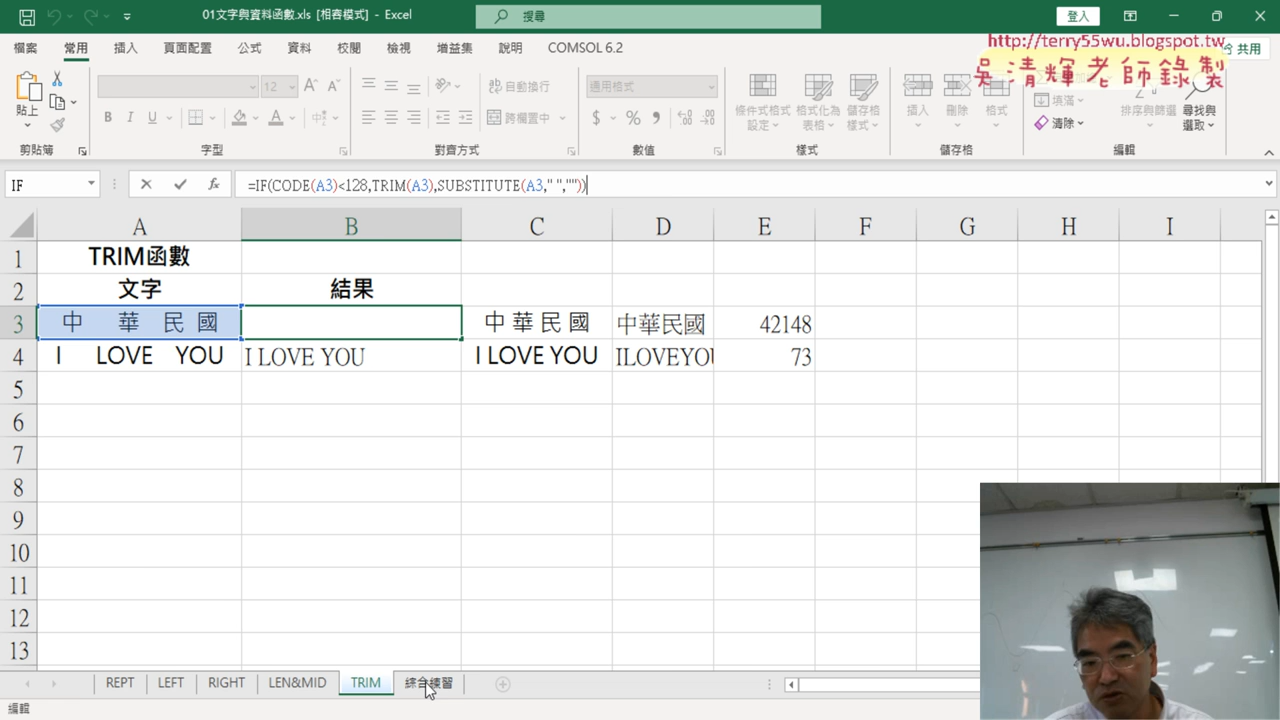 01文字與資料函數.xls [相容模式] - Excel
搜尋
登入
檔案 常用 插入 頁面配置 公式 資料 校閱 檢視 增益集 說明 COMSOL 6.2
http://terry55wu.blogspot.tw
共用
吳清輝老師錄製
貼上
12
自動換行
跨欄置中
通用格式
條件式格式設定
格式化為表格
儲存格樣式
插入
刪除
格式
填滿
清除
排序與篩選
尋找與選取
剪貼簿 字型 對齊方式 數值 樣式 儲存格 編輯
IF
=IF(CODE(A3)<128,TRIM(A3),SUBSTITUTE(A3," ",""))
A B C D E F G H I
1 TRIM函數
2 文字 結果
3 中 華 民 國 中 華 民 國 中華民國 42148
4 I LOVE YOU I LOVE YOU I LOVE YOU ILOVEYOU 73
5
6
7
8
9
10
11
12
13
REPT LEFT RIGHT LEN&MID TRIM 綜合練習
編輯